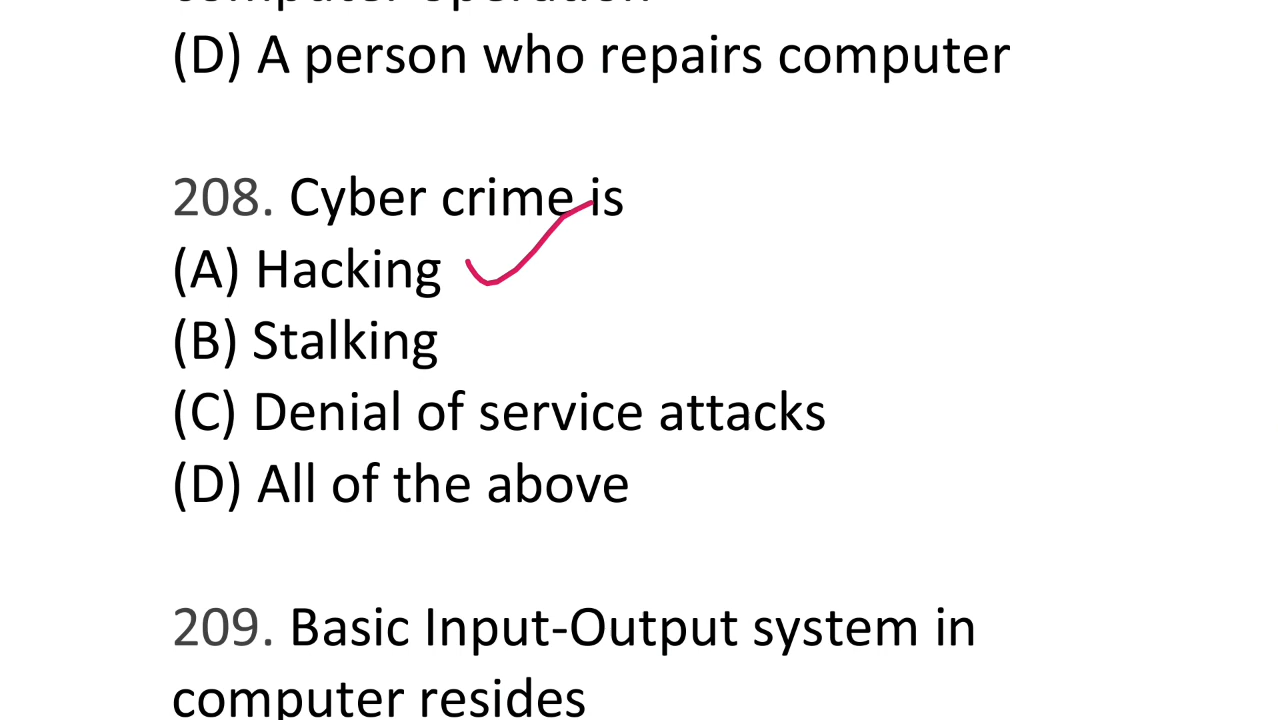 (D) A person who repairs computer
208. Cyber crime is
(A) Hacking
(B) Stalking
(C) Denial of service attacks
(D) All of the above
209. Basic Input-Output system in
computer resides